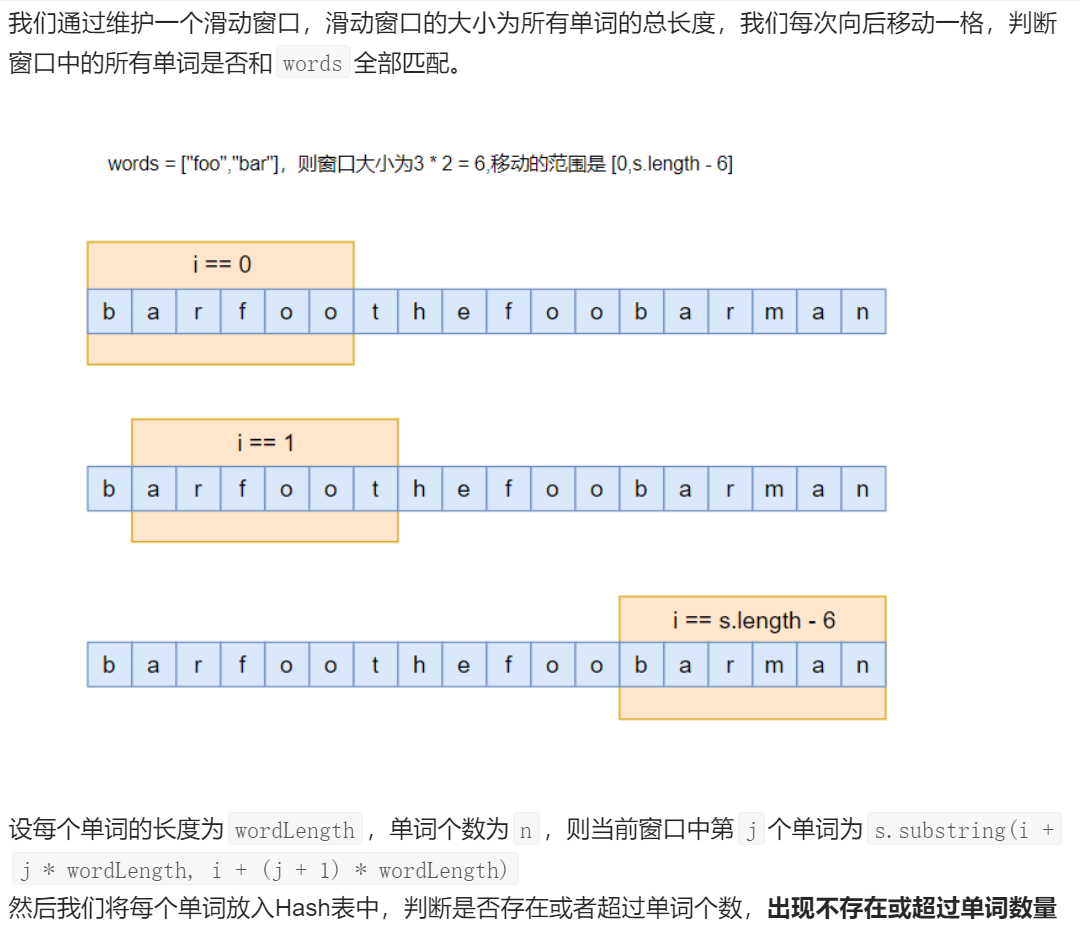 我们通过维护一个滑动窗口，滑动窗口的大小为所有单词的总长度，我们每次向后移动一格，判断
窗口中的所有单词是否和 words 全部匹配。
words = ["foo","bar"]，则窗口大小为3 * 2 = 6,移动的范围是 [0,s.length - 6]
i == 0
b a r f o o t h e f o o b a r m a n
i == 1
b a r f o o t h e f o o b a r m a n
i == s.length - 6
b a r f o o t h e f o o b a r m a n
设每个单词的长度为 wordLength ，单词个数为 n ，则当前窗口中第 j 个单词为 s.substring(i +
j * wordLength, i + (j + 1) * wordLength)
然后我们将每个单词放入Hash表中，判断是否存在或者超过单词个数，出现不存在或超过单词数量